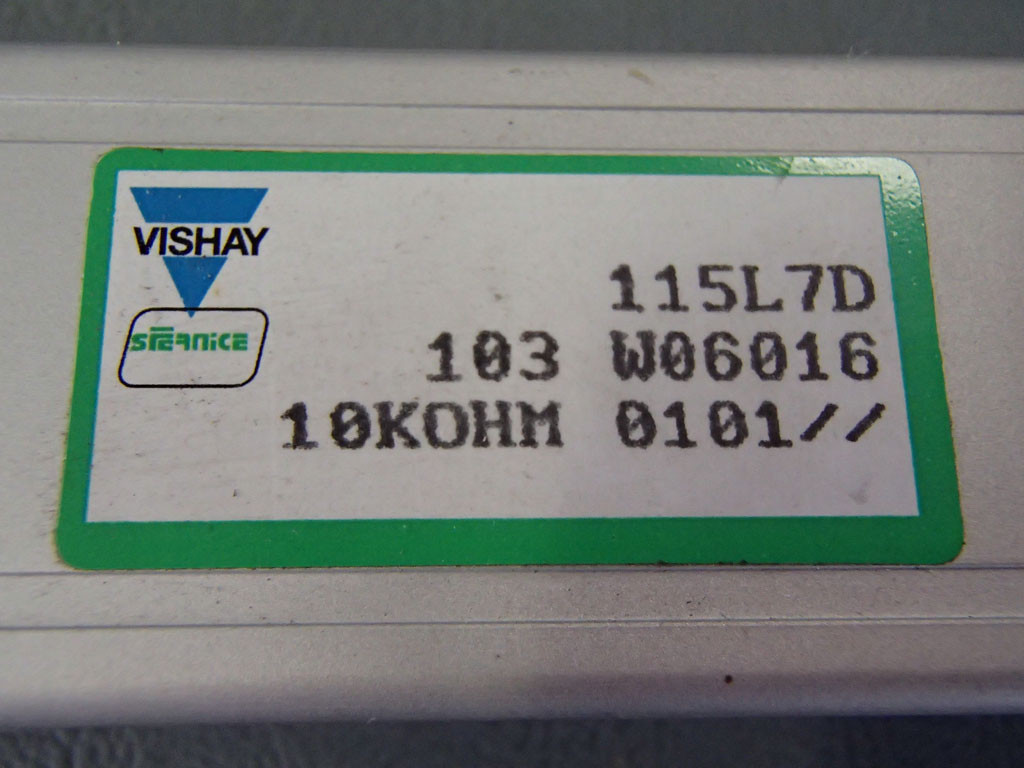 VISHAY
SFERNICE
115L7D
103 W06016
10KOHM 0101//